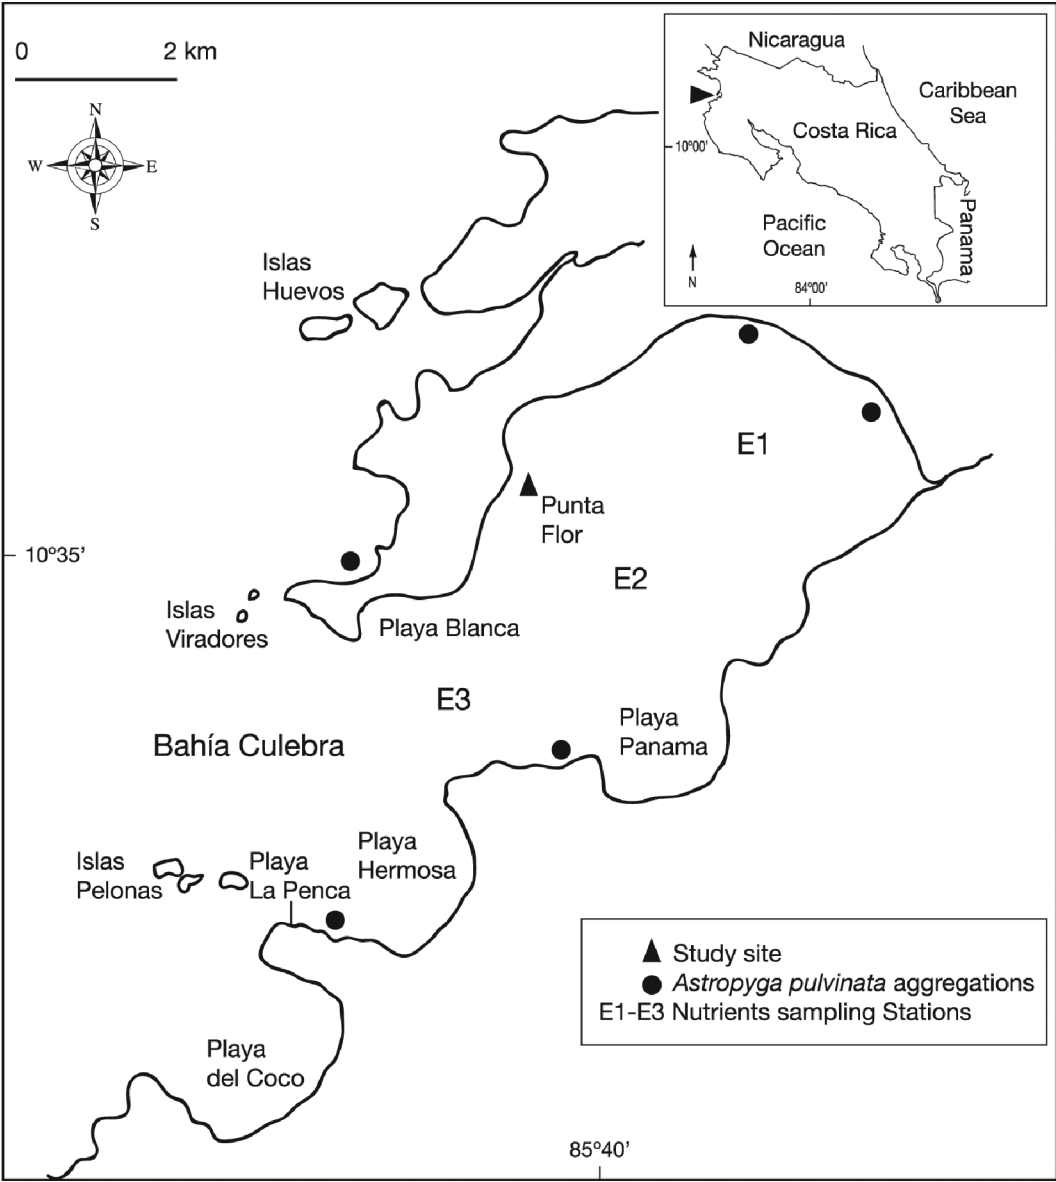 0 2 km
N
W E
S
Nicaragua
Caribbean
Sea
Costa Rica
10º00'
Pacific
Ocean
Panama
N
84º00'
Islas
Huevos
E1
Punta
Flor
10º35'
E2
Islas
Viradores
Playa Blanca
E3
Playa
Panama
Bahía Culebra
Playa
Hermosa
Islas
Pelonas
Playa
La Penca
Study site
Astropyga pulvinata aggregations
E1-E3 Nutrients sampling Stations
Playa
del Coco
85º40'